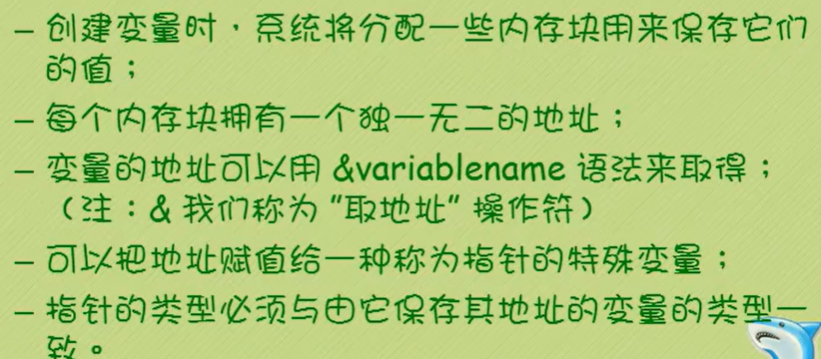 – 创建变量时，系统将分配一些内存块用来保存它们
的值；
– 每个内存块拥有一个独一无二的地址；
– 变量的地址可以用 &variablename 语法来取得；
（注：& 我们称为 "取地址" 操作符）
– 可以把地址赋值给一种称为指针的特殊变量；
– 指针的类型必须与由它保存其地址的变量的类型一
致。